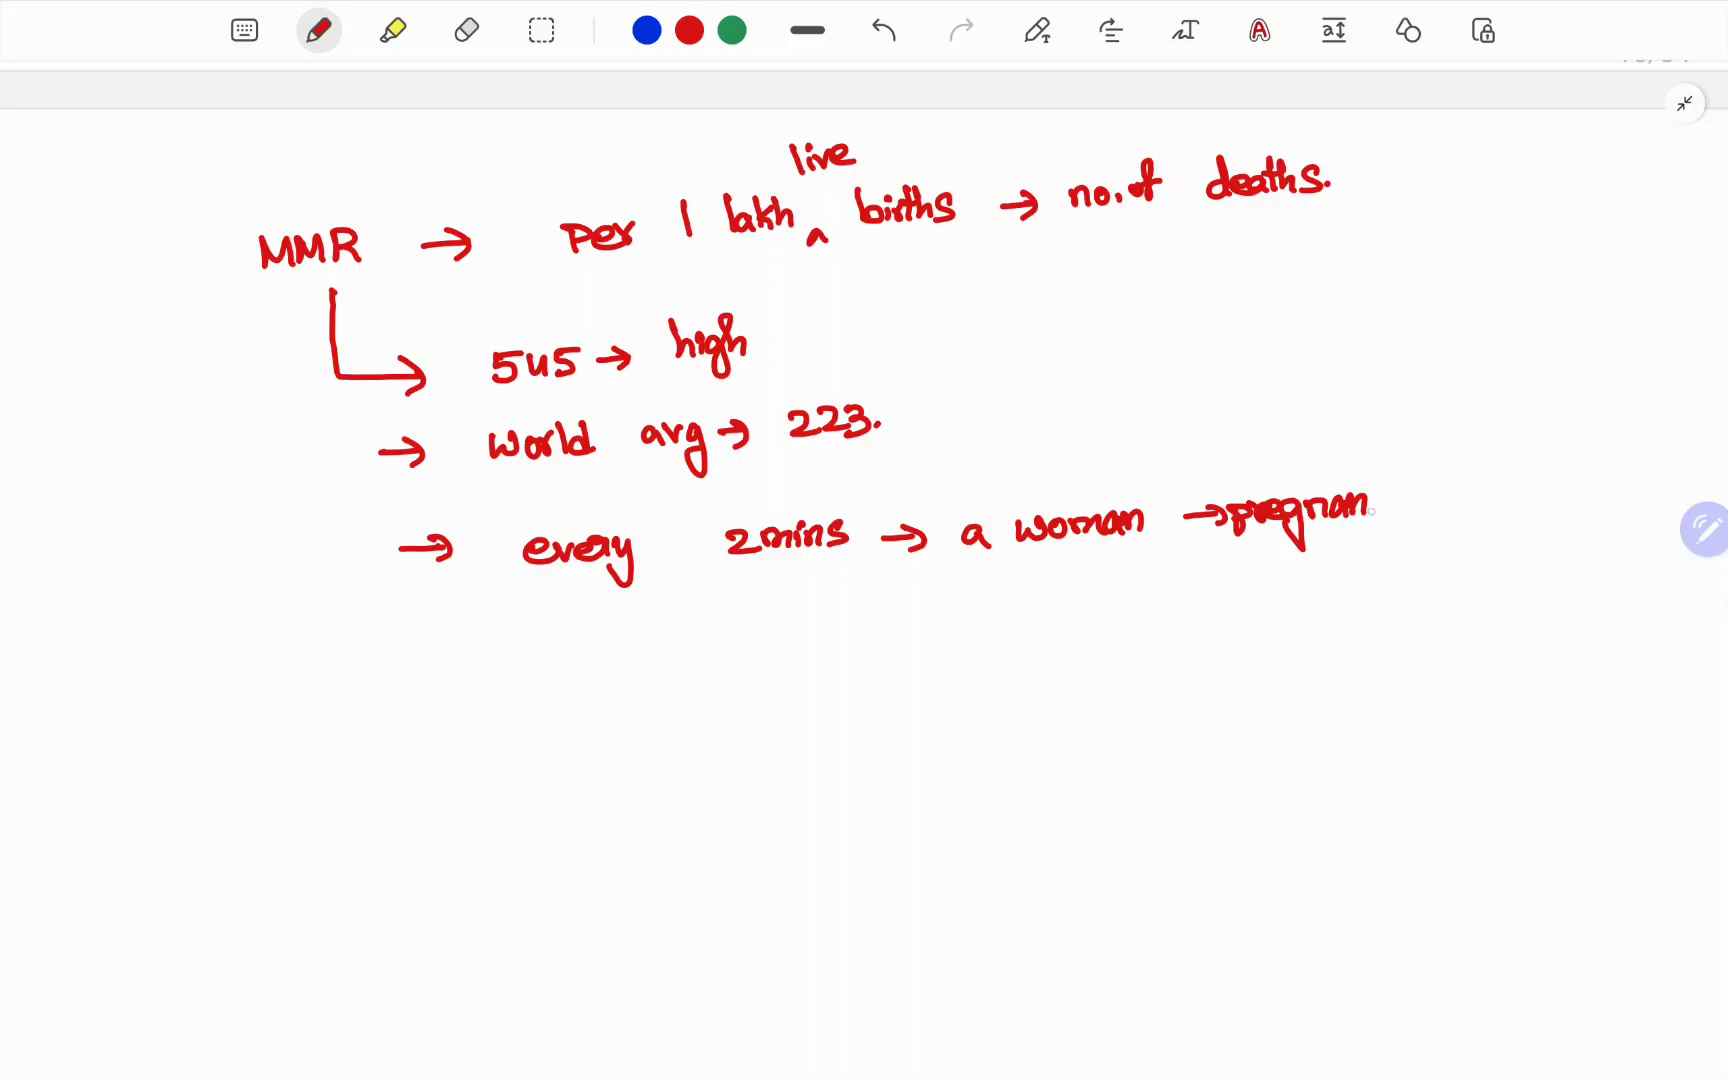 live
MMR → Per 1 lakh ^ births → no. of deaths.
545 → high
→ world avg → 223.
→ every 2mins → a woman → pregnan